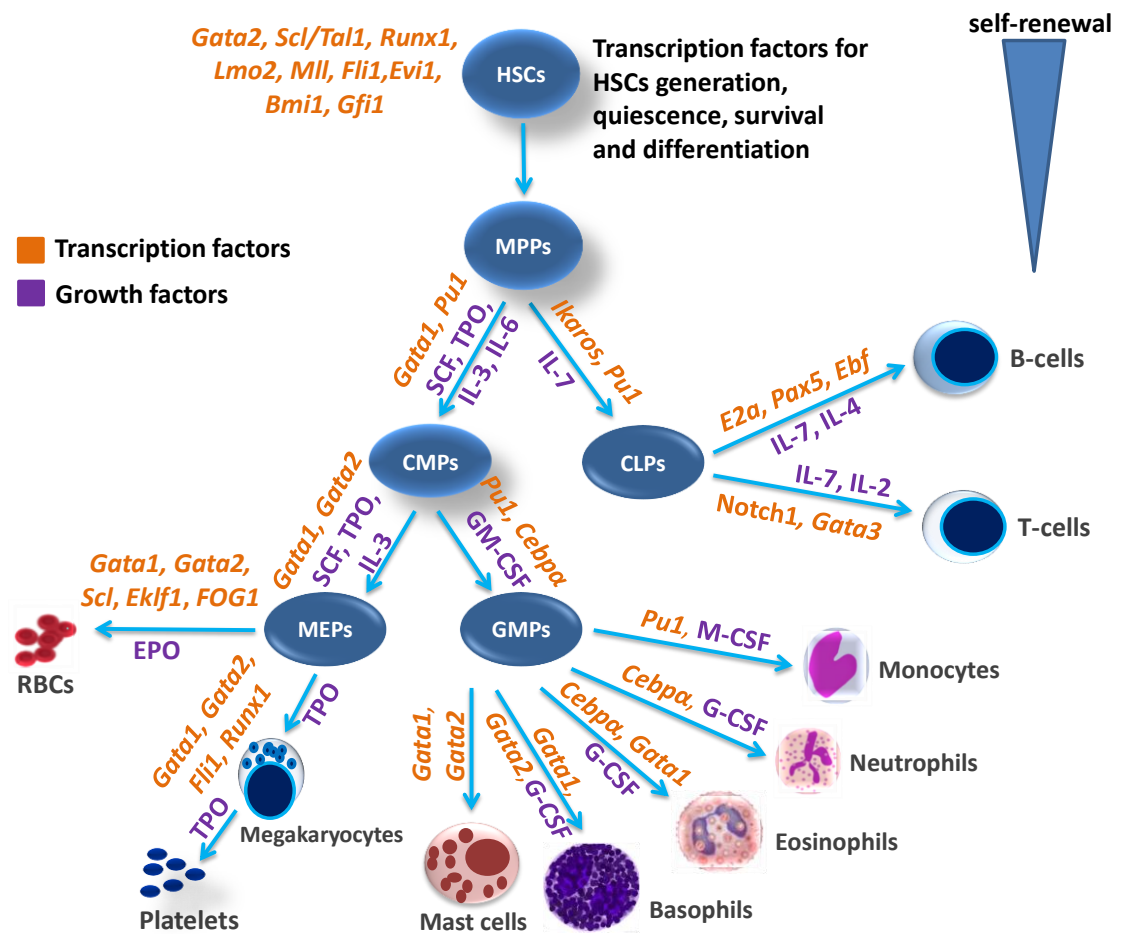 Gata2, Scl/Tal1, Runx1,
Lmo2, Mll, Fli1,Evi1,
Bmi1, Gfi1
HSCs
Transcription factors for
HSCs generation,
quiescence, survival
and differentiation
self-renewal
MPPs
Transcription factors
Growth factors
Gata1, Pu1
SCF, TPO,
IL-3, IL-6
Ikaros, Pu1
IL-7
E2a, Pax5, Ebf
IL-7, IL-4
B-cells
CMPs
CLPs
IL-7, IL-2
Notch1, Gata3
T-cells
Gata1, Gata2
SCF, TPO,
IL-3
Pu1, Cebpα
GM-CSF
Gata1, Gata2,
Scl, Eklf1, FOG1
EPO
RBCs
MEPs
GMPs
Pu1, M-CSF
Monocytes
Gata1, Gata2,
Fli1, Runx1
TPO
Megakaryocytes
TPO
Platelets
Gata1,
Gata2
Mast cells
Gata1,
Gata2,G-CSF
Basophils
Cebpα, Gata1
G-CSF
Eosinophils
Cebpα, G-CSF
Neutrophils